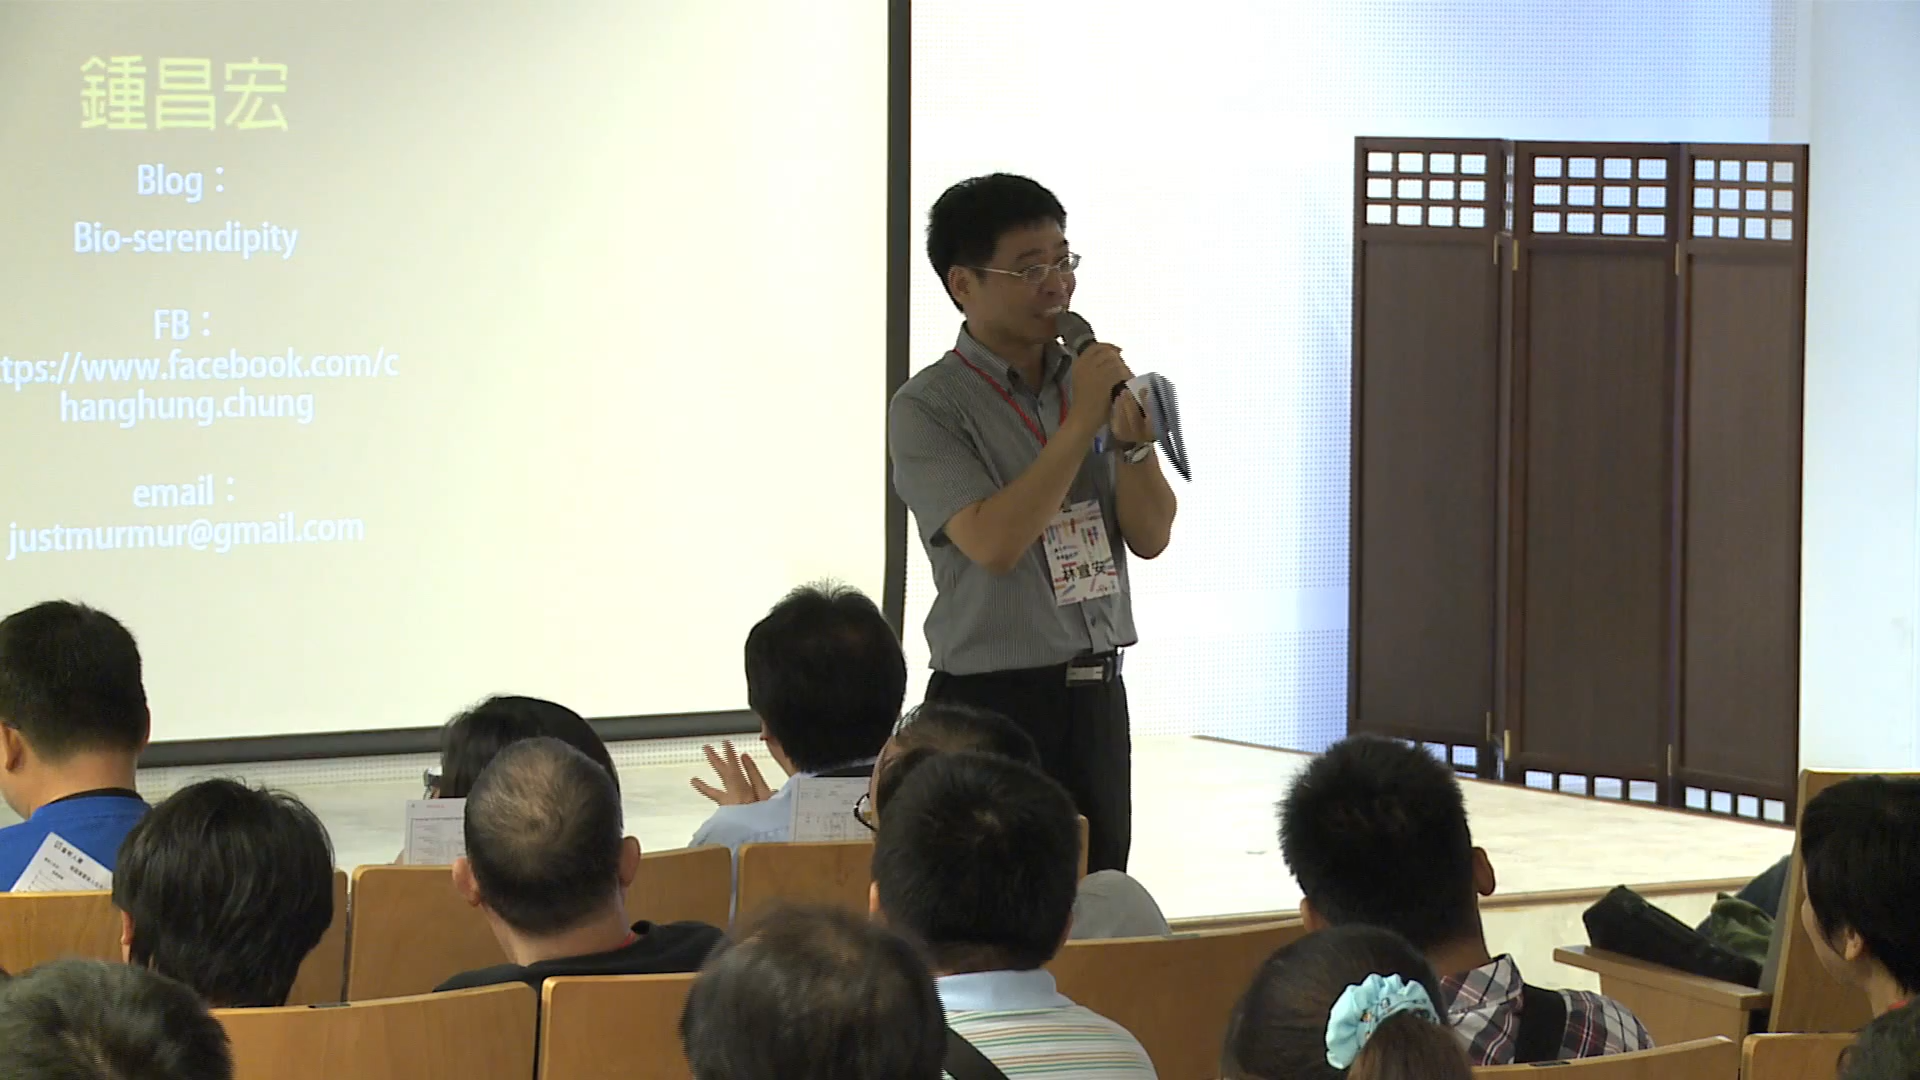 鍾昌宏
Blog：
Bio-serendipity
FB：
tps://www.facebook.com/c
hanghung.chung
email：
justmurmur@gmail.com
林宣安